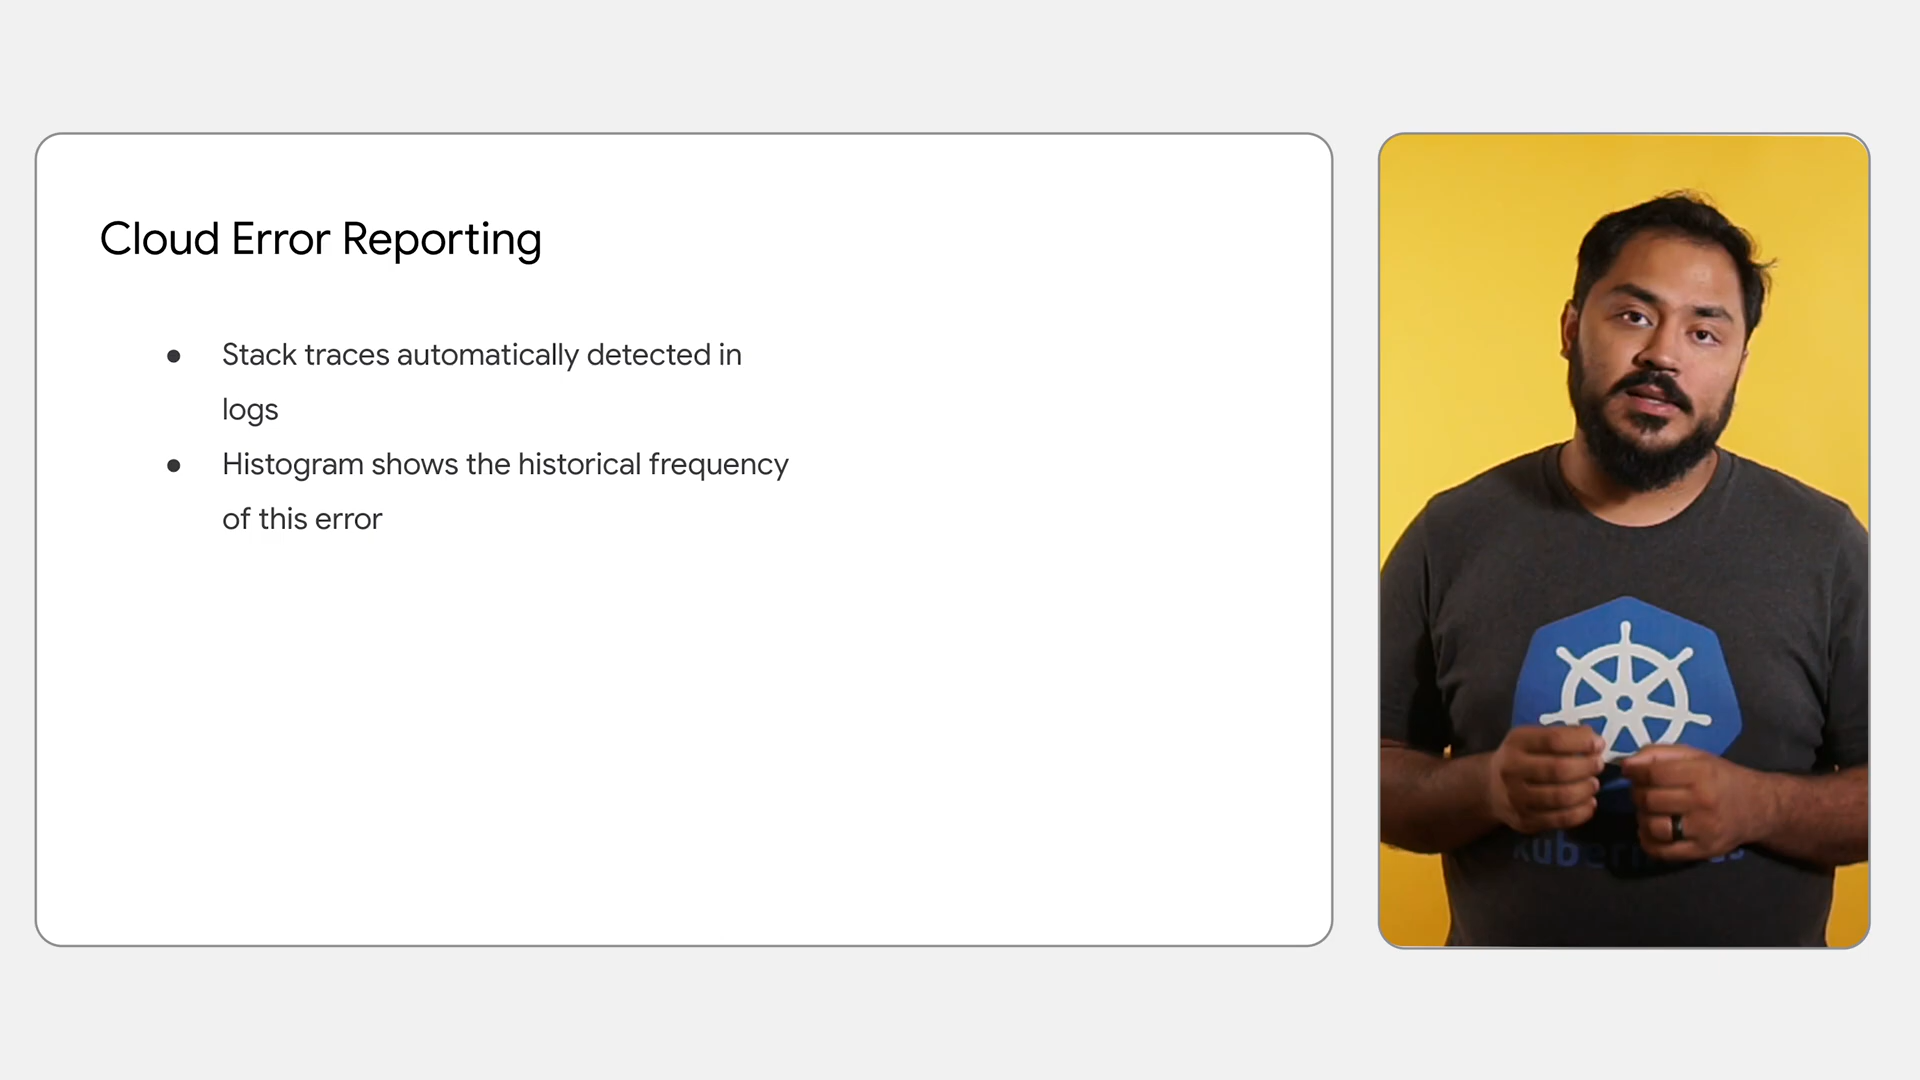 Cloud Error Reporting
● Stack traces automatically detected in
logs
● Histogram shows the historical frequency
of this error